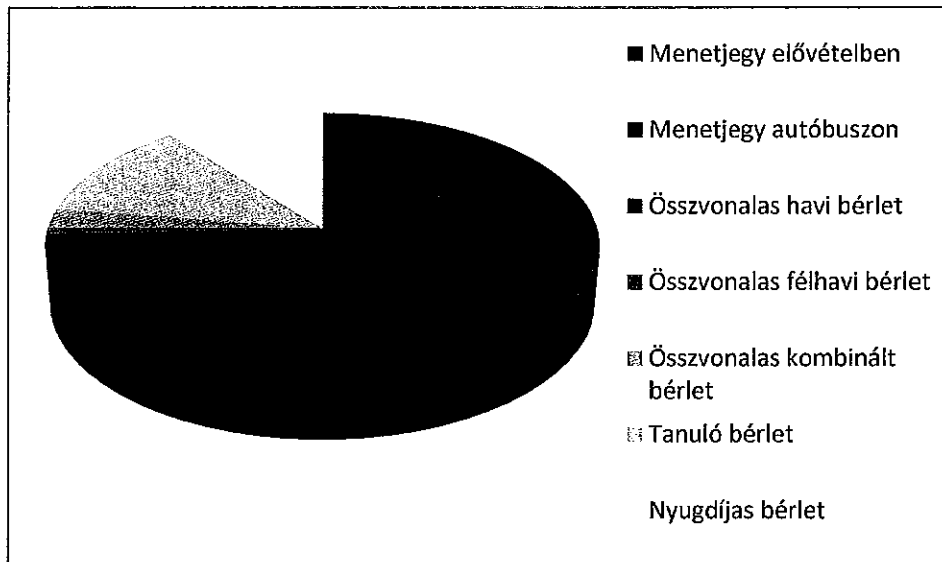 Menetjegy elővételben
Menetjegy autóbuszon
Összvonalas havi bérlet
Összvonalas félhavi bérlet
Összvonalas kombinált
bérlet
Tanuló bérlet
Nyugdíjas bérlet